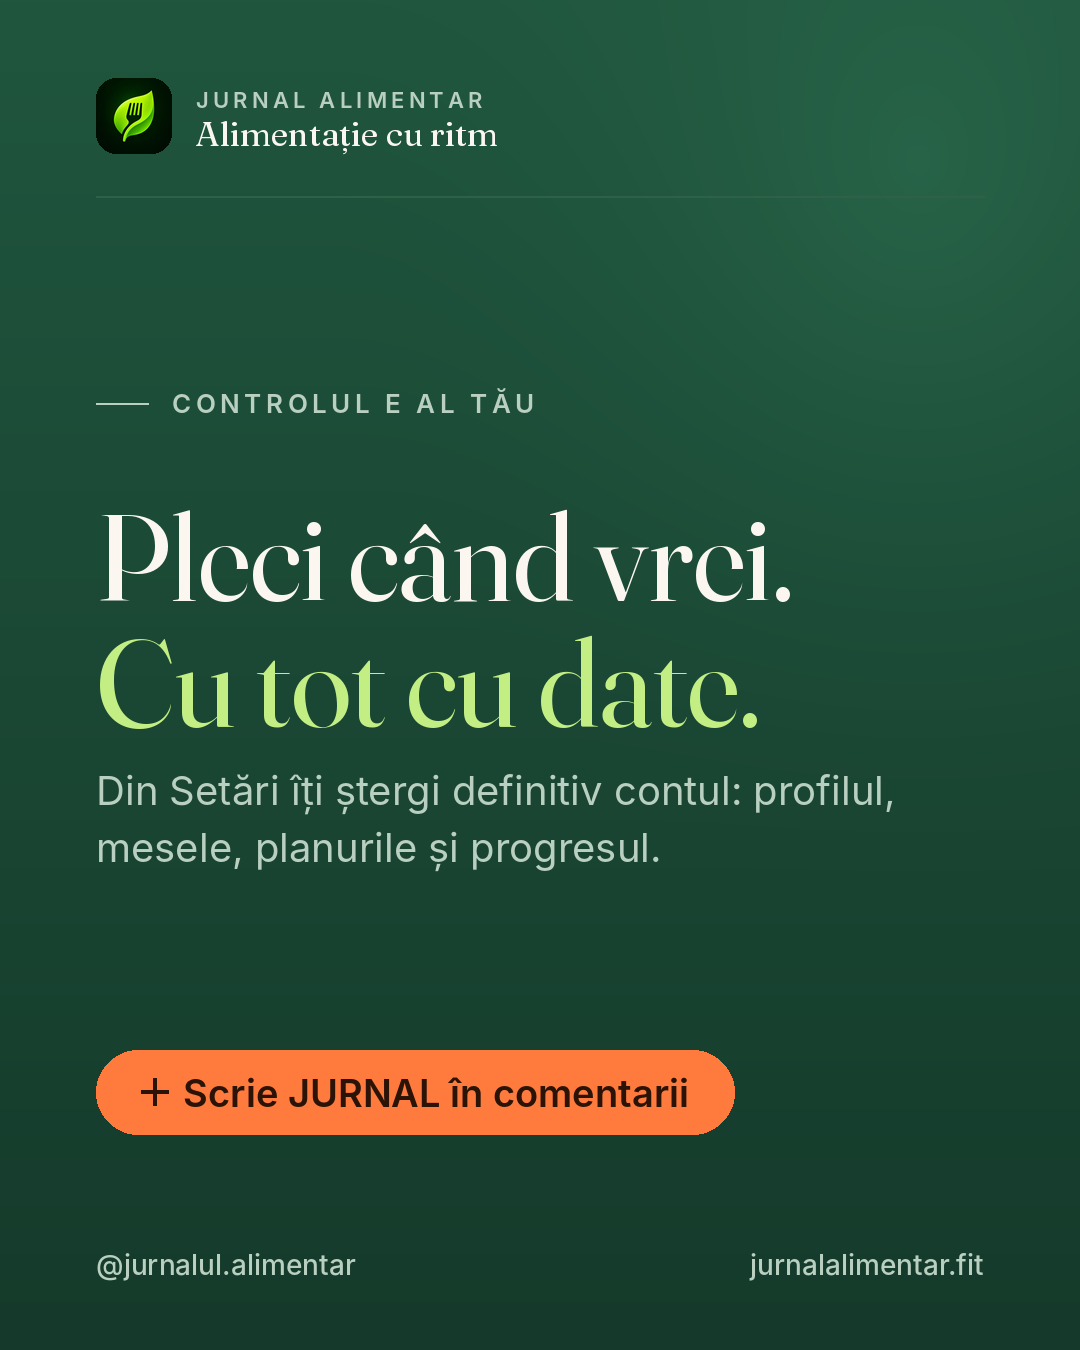 JURNAL ALIMENTAR
Alimentație cu ritm
CONTROLUL E AL TĂU
Pleci când vrei.
Cu tot cu date.
Din Setări îți ștergi definitiv contul: profilul,
mesele, planurile și progresul.
+ Scrie JURNAL în comentarii
@jurnalul.alimentar
jurnalalimentar.fit